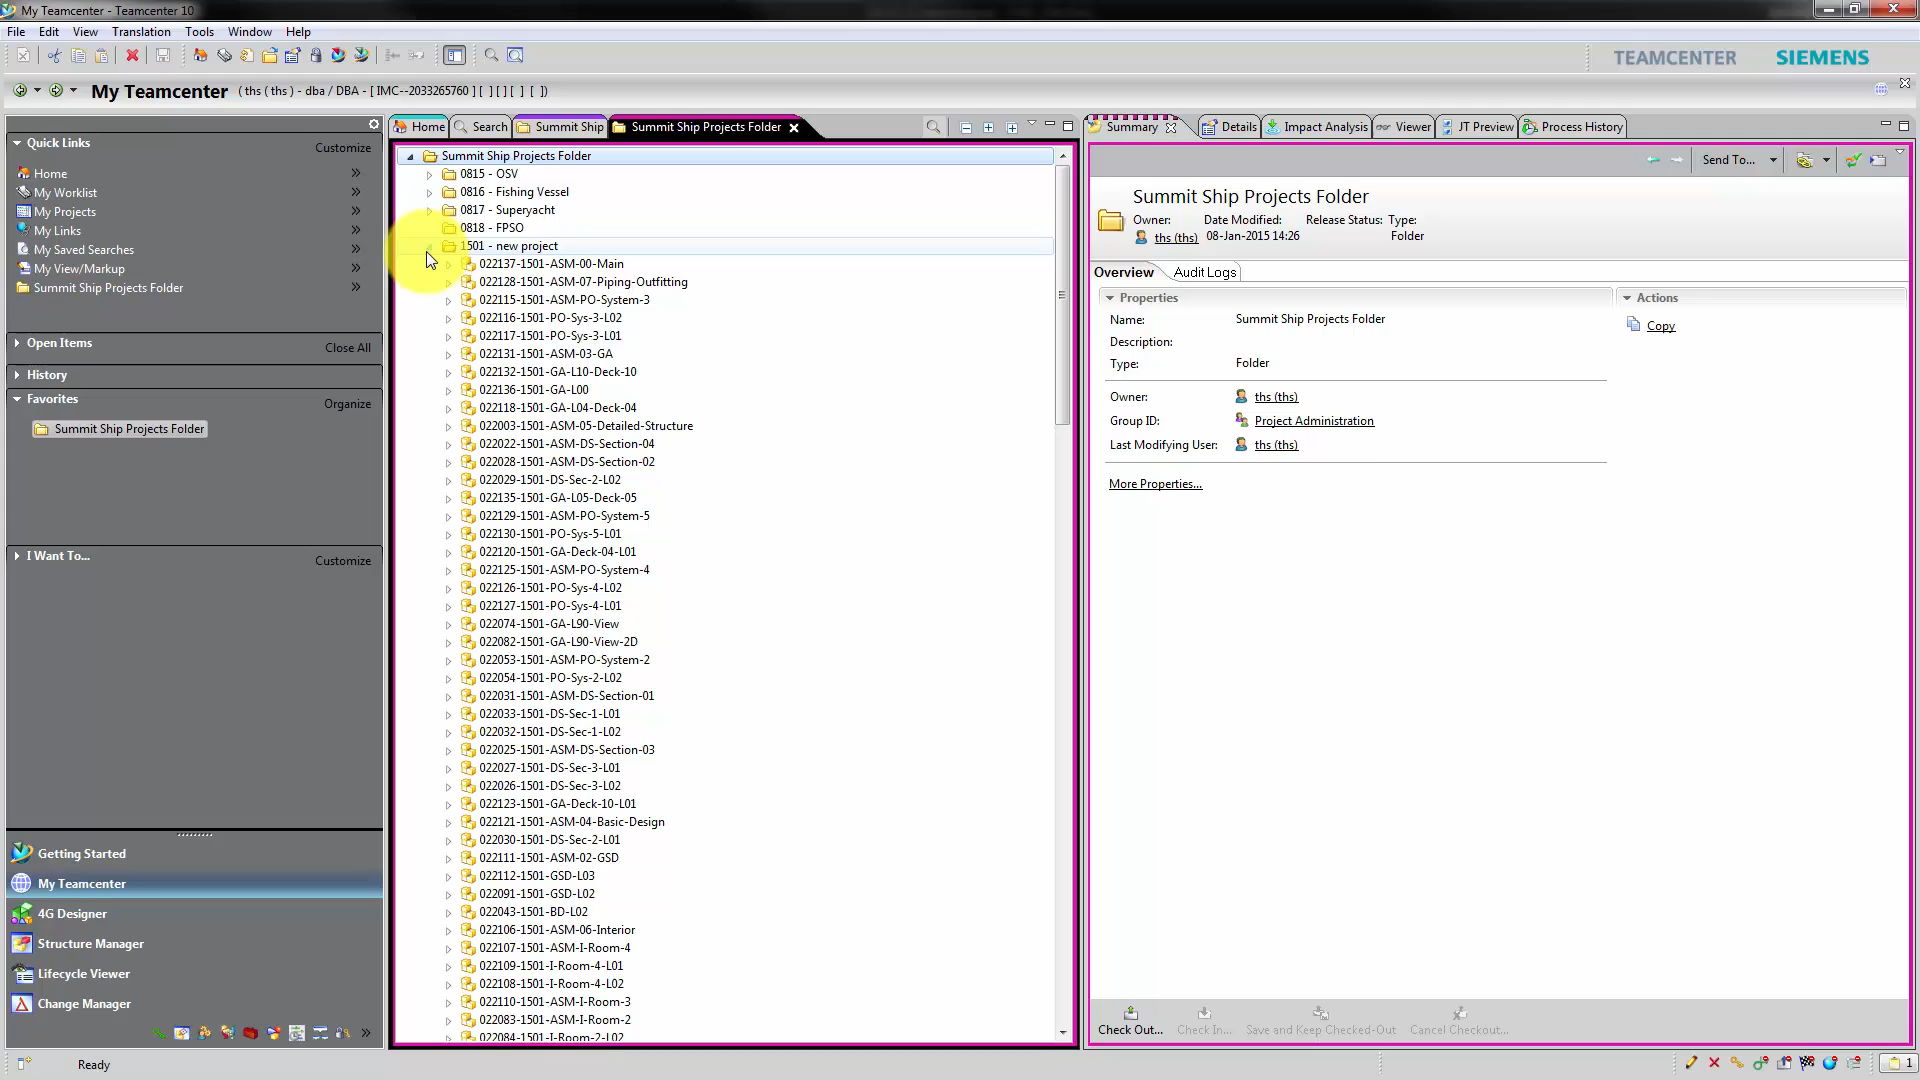 My Teamcenter - Teamcenter 10
File Edit View Translation Tools Window Help
TEAMCENTER SIEMENS
My Teamcenter ( ths ( ths ) - dba / DBA - [ IMC--2033265760 ] [ ] [ ] [ ] [ ])
Quick Links
Customize
Home
My Worklist
My Projects
My Links
My Saved Searches
My View/Markup
Summit Ship Projects Folder
Open Items
Close All
History
Favorites
Organize
Summit Ship Projects Folder
I Want To...
Customize
Getting Started
My Teamcenter
4G Designer
Structure Manager
Lifecycle Viewer
Change Manager
Ready
Home Search Summit Ship Summit Ship Projects Folder
Summit Ship Projects Folder
0815 - OSV
0816 - Fishing Vessel
0817 - Superyacht
0818 - FPSO
1501 - new project
022137-1501-ASM-00-Main
022128-1501-ASM-07-Piping-Outfitting
022115-1501-ASM-PO-System-3
022116-1501-PO-Sys-3-L02
022117-1501-PO-Sys-3-L01
022131-1501-ASM-03-GA
022132-1501-GA-L10-Deck-10
022136-1501-GA-L00
022118-1501-GA-L04-Deck-04
022003-1501-ASM-05-Detailed-Structure
022022-1501-ASM-DS-Section-04
022028-1501-ASM-DS-Section-02
022029-1501-DS-Sec-2-L02
022135-1501-GA-L05-Deck-05
022129-1501-ASM-PO-System-5
022130-1501-PO-Sys-5-L01
022120-1501-GA-Deck-04-L01
022125-1501-ASM-PO-System-4
022126-1501-PO-Sys-4-L02
022127-1501-PO-Sys-4-L01
022074-1501-GA-L90-View
022082-1501-GA-L90-View-2D
022053-1501-ASM-PO-System-2
022054-1501-PO-Sys-2-L02
022031-1501-ASM-DS-Section-01
022033-1501-DS-Sec-1-L01
022032-1501-DS-Sec-1-L02
022025-1501-ASM-DS-Section-03
022027-1501-DS-Sec-3-L01
022026-1501-DS-Sec-3-L02
022123-1501-GA-Deck-10-L01
022121-1501-ASM-04-Basic-Design
022030-1501-DS-Sec-2-L01
022111-1501-ASM-02-GSD
022112-1501-GSD-L03
022091-1501-GSD-L02
022043-1501-BD-L02
022106-1501-ASM-06-Interior
022107-1501-ASM-I-Room-4
022109-1501-I-Room-4-L01
022108-1501-I-Room-4-L02
022110-1501-ASM-I-Room-3
022083-1501-ASM-I-Room-2
022084-1501-I-Room-2-L02
Summary Details Impact Analysis Viewer JT Preview Process History
Send To...
Summit Ship Projects Folder
Owner: Date Modified: Release Status: Type:
ths (ths) 08-Jan-2015 14:26 Folder
Overview Audit Logs
Properties
Name: Summit Ship Projects Folder
Description:
Type: Folder
Owner: ths (ths)
Group ID: Project Administration
Last Modifying User: ths (ths)
More Properties...
Actions
Copy
Check Out... Check In... Save and Keep Checked-Out Cancel Checkout...
1